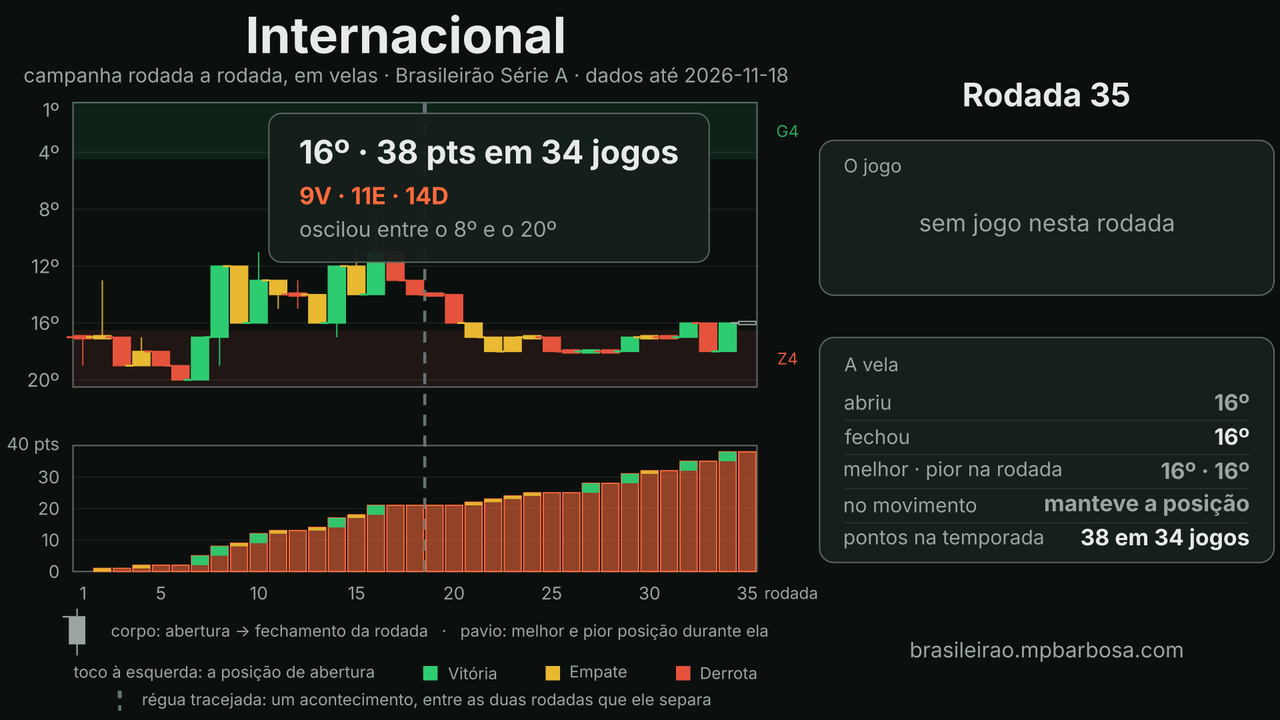 Internacional
campanha rodada a rodada, em velas · Brasileirão Série A · dados até 2026-11-18
1º
4º
8º
12º
16º
20º
G4
Z4
16º · 38 pts em 34 jogos
9V · 11E · 14D
oscilou entre o 8º e o 20º
40 pts
30
20
10
0
1 5 10 15 20 25 30 35 rodada
corpo: abertura → fechamento da rodada · pavio: melhor e pior posição durante ela
toco à esquerda: a posição de abertura Vitória Empate Derrota
régua tracejada: um acontecimento, entre as duas rodadas que ele separa
Rodada 35
O jogo
sem jogo nesta rodada
A vela
abriu 16º
fechou 16º
melhor · pior na rodada 16º · 16º
no movimento manteve a posição
pontos na temporada 38 em 34 jogos
brasileirao.mpbarbosa.com